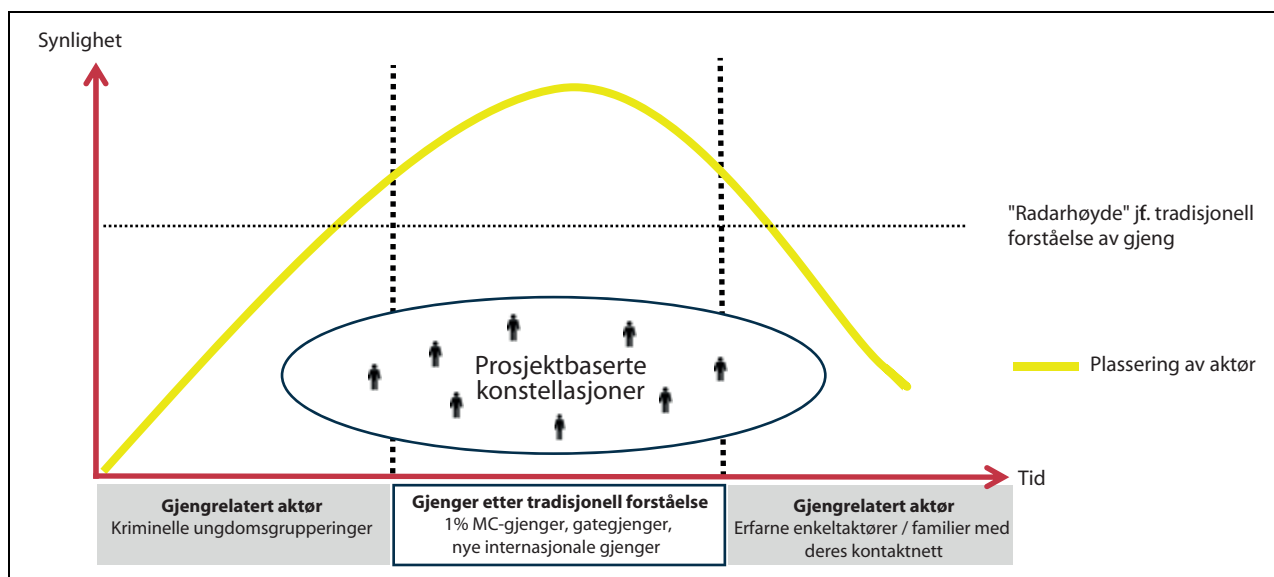 Synlighet
"Radarhøyde" jf. tradisjonell
forståelse av gjeng
Prosjektbaserte
konstellasjoner
Plassering av aktør
Tid
Gjengrelatert aktør
Kriminelle ungdomsgrupperinger
Gjenger etter tradisjonell forståelse
1% MC-gjenger, gategjenger,
nye internasjonale gjenger
Gjengrelatert aktør
Erfarne enkeltaktører / familier med
deres kontaktnett